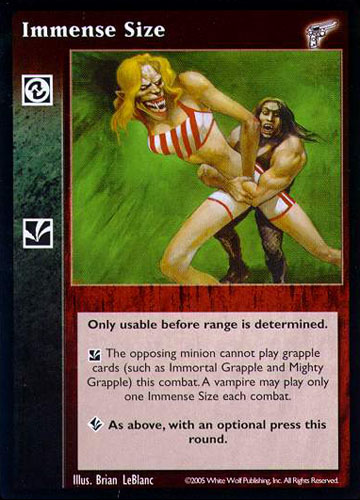 Immense Size
Only usable before range is determined.
The opposing minion cannot play grapple
cards (such as Immortal Grapple and Mighty
Grapple) this combat. A vampire may play only
one Immense Size each combat.
As above, with an optional press this
round.
Illus. Brian LeBlanc
©2005 White Wolf Publishing, Inc. All Rights Reserved.